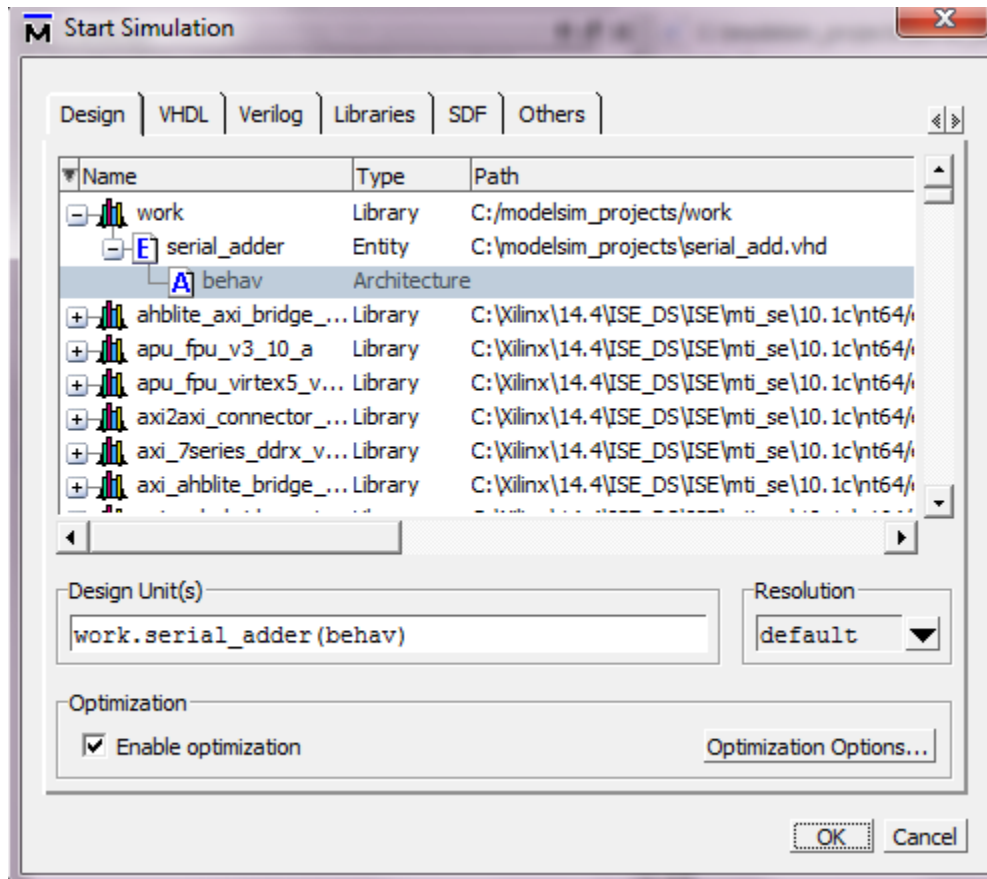 Start Simulation
Design VHDL Verilog Libraries SDF Others
Name Type Path
work Library C:/modelsim_projects/work
E serial_adder Entity C:\modelsim_projects\serial_add.vhd
A behav Architecture
ahblite_axi_bridge_... Library C:\Xilinx\14.4\ISE_DS\ISE\mti_se\10.1c\nt64/
apu_fpu_v3_10_a Library C:\Xilinx\14.4\ISE_DS\ISE\mti_se\10.1c\nt64/
apu_fpu_virtex5_v... Library C:\Xilinx\14.4\ISE_DS\ISE\mti_se\10.1c\nt64/
axi2axi_connector_... Library C:\Xilinx\14.4\ISE_DS\ISE\mti_se\10.1c\nt64/
axi_7series_ddrx_v... Library C:\Xilinx\14.4\ISE_DS\ISE\mti_se\10.1c\nt64/
axi_ahblite_bridge_... Library C:\Xilinx\14.4\ISE_DS\ISE\mti_se\10.1c\nt64/
Design Unit(s) Resolution
work.serial_adder(behav) default
Optimization
Enable optimization Optimization Options...
OK Cancel